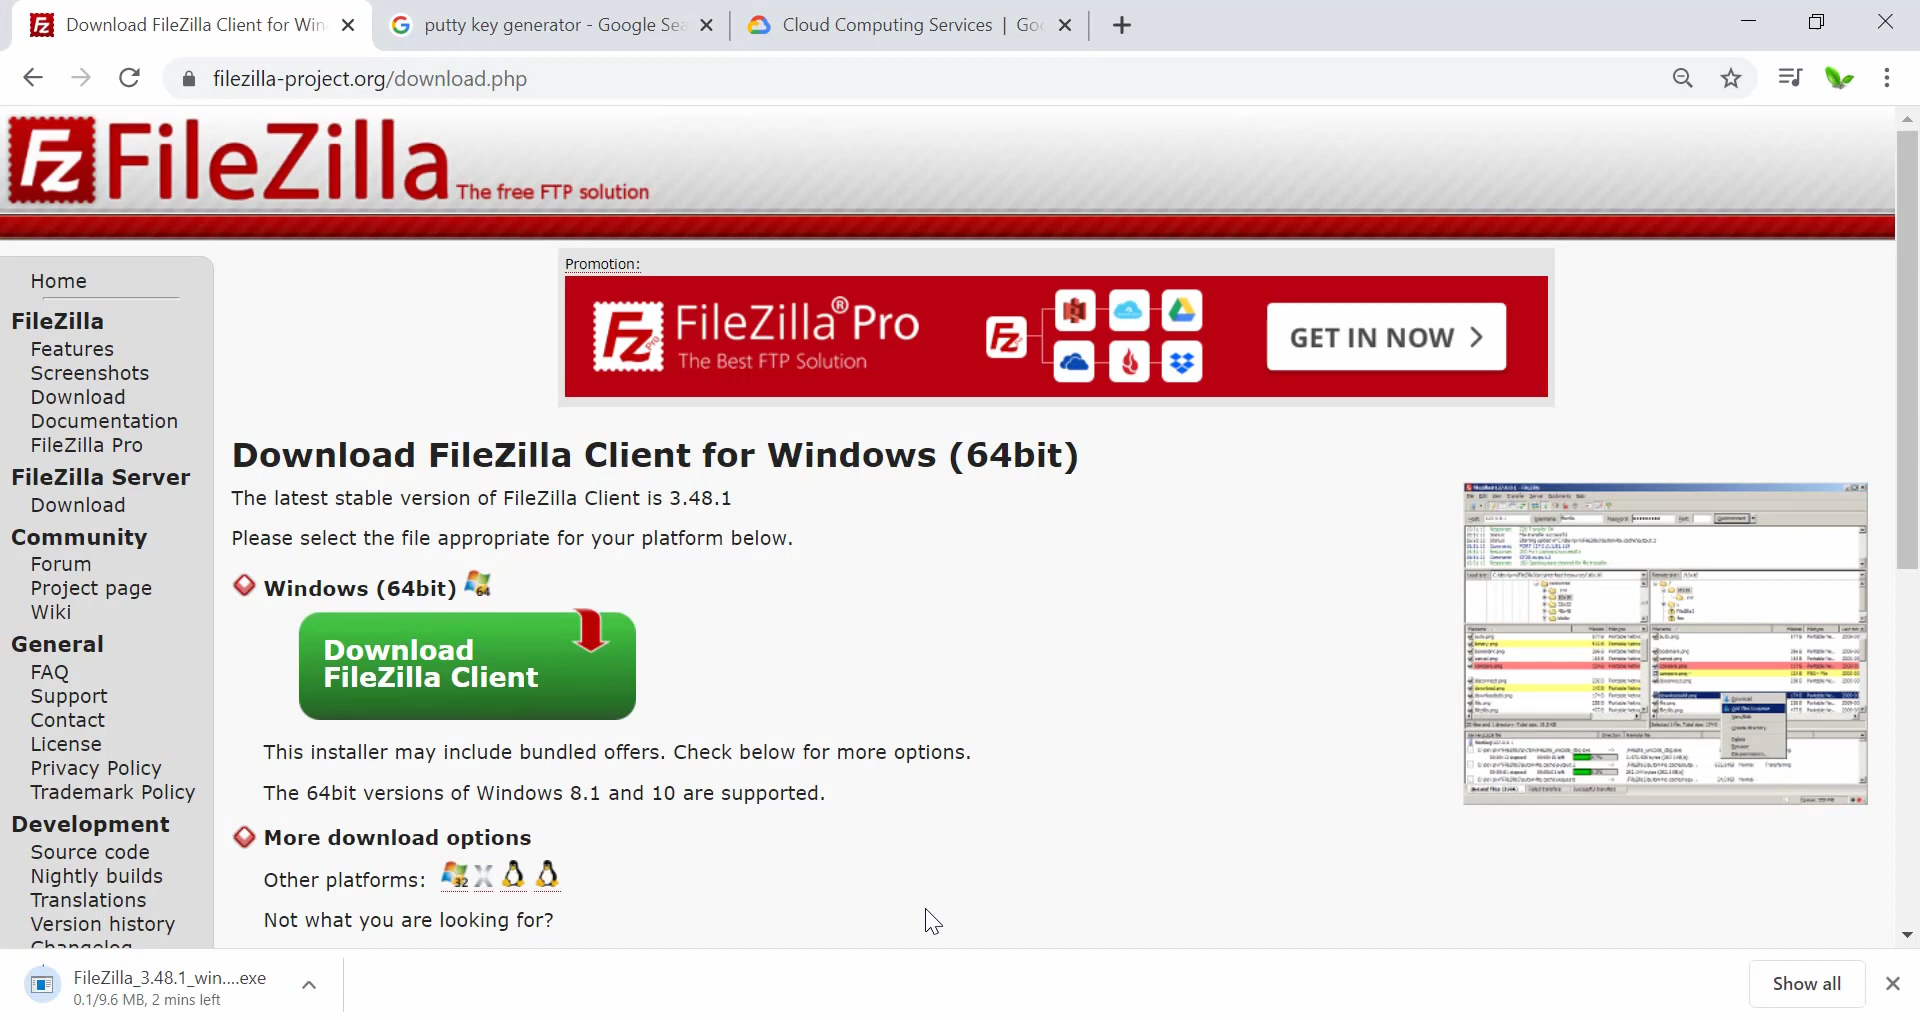 Download FileZilla Client for Win
putty key generator - Google Sea
Cloud Computing Services | Goo
filezilla-project.org/download.php
FileZilla The free FTP solution
Home
FileZilla
Features
Screenshots
Download
Documentation
FileZilla Pro
FileZilla Server
Download
Community
Forum
Project page
Wiki
General
FAQ
Support
Contact
License
Privacy Policy
Trademark Policy
Development
Source code
Nightly builds
Translations
Version history
Changelog
Promotion:
FileZilla® Pro
The Best FTP Solution
GET IN NOW >
Download FileZilla Client for Windows (64bit)
The latest stable version of FileZilla Client is 3.48.1
Please select the file appropriate for your platform below.
Windows (64bit)
Download
FileZilla Client
This installer may include bundled offers. Check below for more options.
The 64bit versions of Windows 8.1 and 10 are supported.
More download options
Other platforms:
Not what you are looking for?
FileZilla_3.48.1_win....exe
0.1/9.6 MB, 2 mins left
Show all